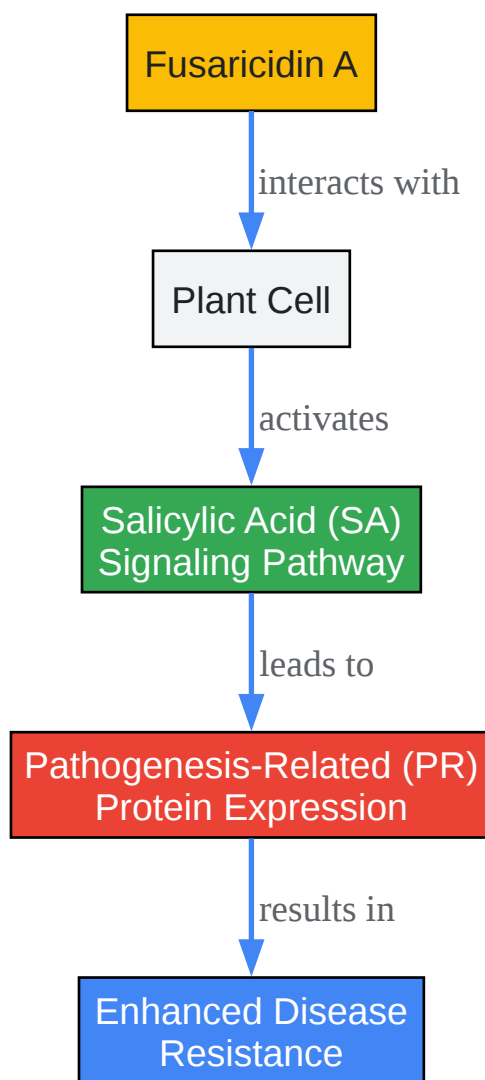 Fusaricidin A
interacts with
Plant Cell
activates
Salicylic Acid (SA)
Signaling Pathway
leads to
Pathogenesis-Related (PR)
Protein Expression
results in
Enhanced Disease
Resistance